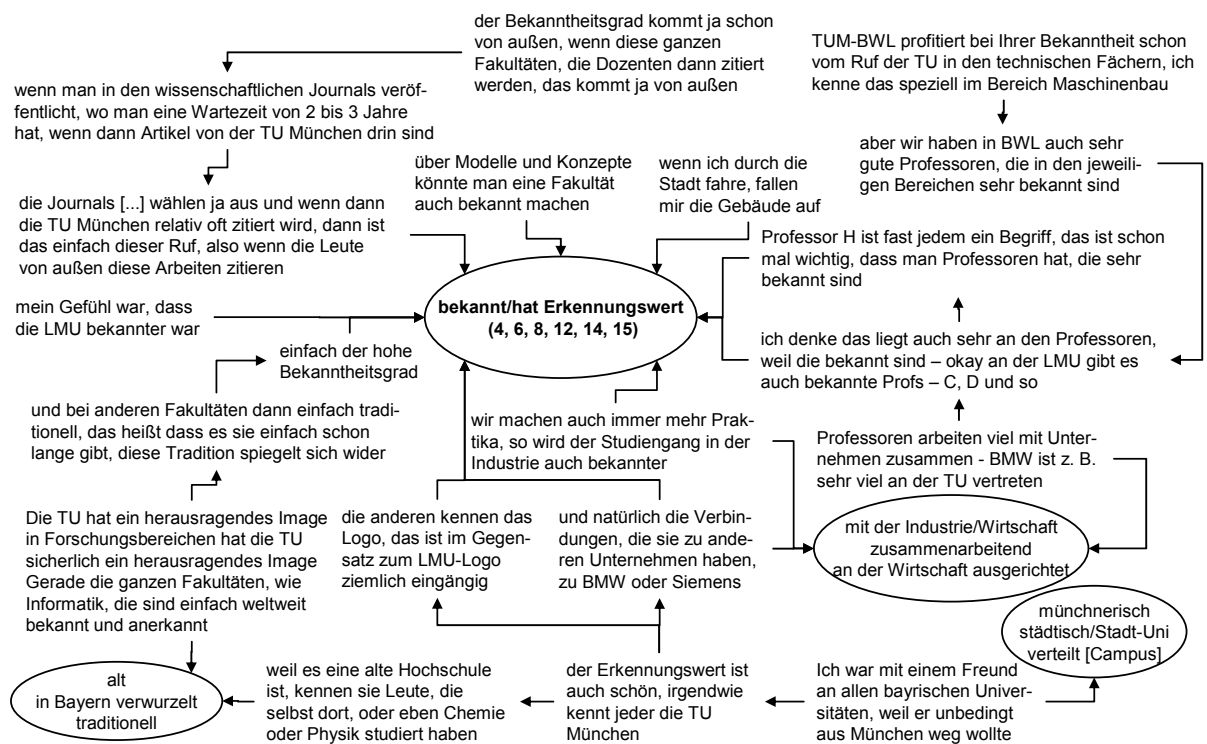 der Bekanntheitsgrad kommt ja schon
von außen, wenn diese ganzen
Fakultäten, die Dozenten dann zitiert
werden, das kommt ja von außen
TUM-BWL profitiert bei Ihrer Bekanntheit schon
vom Ruf der TU in den technischen Fächern, ich
kenne das speziell im Bereich Maschinenbau
wenn man in den wissenschaftlichen Journals veröf-
fentlicht, wo man eine Wartezeit von 2 bis 3 Jahre
hat, wenn dann Artikel von der TU München drin sind
aber wir haben in BWL auch sehr
gute Professoren, die in den jeweili-
gen Bereichen sehr bekannt sind
über Modelle und Konzepte
könnte man eine Fakultät
auch bekannt machen
wenn ich durch die
Stadt fahre, fallen
mir die Gebäude auf
die Journals [...] wählen ja aus und wenn dann
die TU München relativ oft zitiert wird, dann ist
das einfach dieser Ruf, also wenn die Leute
von außen diese Arbeiten zitieren
Professor H ist fast jedem ein Begriff, das ist schon
mal wichtig, dass man Professoren hat, die sehr
bekannt sind
bekannt/hat Erkennungswert
(4, 6, 8, 12, 14, 15)
mein Gefühl war, dass
die LMU bekannter war
einfach der hohe
Bekanntheitsgrad
ich denke das liegt auch sehr an den Professoren,
weil die bekannt sind – okay an der LMU gibt es
auch bekannte Profs – C, D und so
und bei anderen Fakultäten dann einfach tradi-
tionell, das heißt dass es sie einfach schon
lange gibt, diese Tradition spiegelt sich wider
wir machen auch immer mehr Prak-
tika, so wird der Studiengang in der
Industrie auch bekannter
Professoren arbeiten viel mit Unter-
nehmen zusammen - BMW ist z. B.
sehr viel an der TU vertreten
Die TU hat ein herausragendes Image
in Forschungsbereichen hat die TU
sicherlich ein herausragendes Image
Gerade die ganzen Fakultäten, wie
Informatik, die sind einfach weltweit
bekannt und anerkannt
die anderen kennen das
Logo, das ist im Gegen-
satz zum LMU-Logo
ziemlich eingängig
und natürlich die Verbin-
dungen, die sie zu ande-
ren Unternehmen haben,
zu BMW oder Siemens
mit der Industrie/Wirtschaft
zusammenarbeitend
an der Wirtschaft ausgerichtet
münchnerisch
städtisch/Stadt-Uni
verteilt [Campus]
alt
in Bayern verwurzelt
traditionell
weil es eine alte Hochschule
ist, kennen sie Leute, die
selbst dort, oder eben Chemie
oder Physik studiert haben
der Erkennungswert ist
auch schön, irgendwie
kennt jeder die TU
München
Ich war mit einem Freund
an allen bayrischen Univer-
sitäten, weil er unbedingt
aus München weg wollte